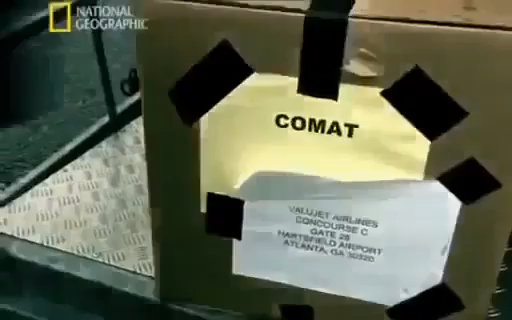 NATIONAL
GEOGRAPHIC
COMAT
VALUJET AIRLINES
CONCOURSE C
GATE 28
HARTSFIELD AIRPORT
ATLANTA, GA 30320